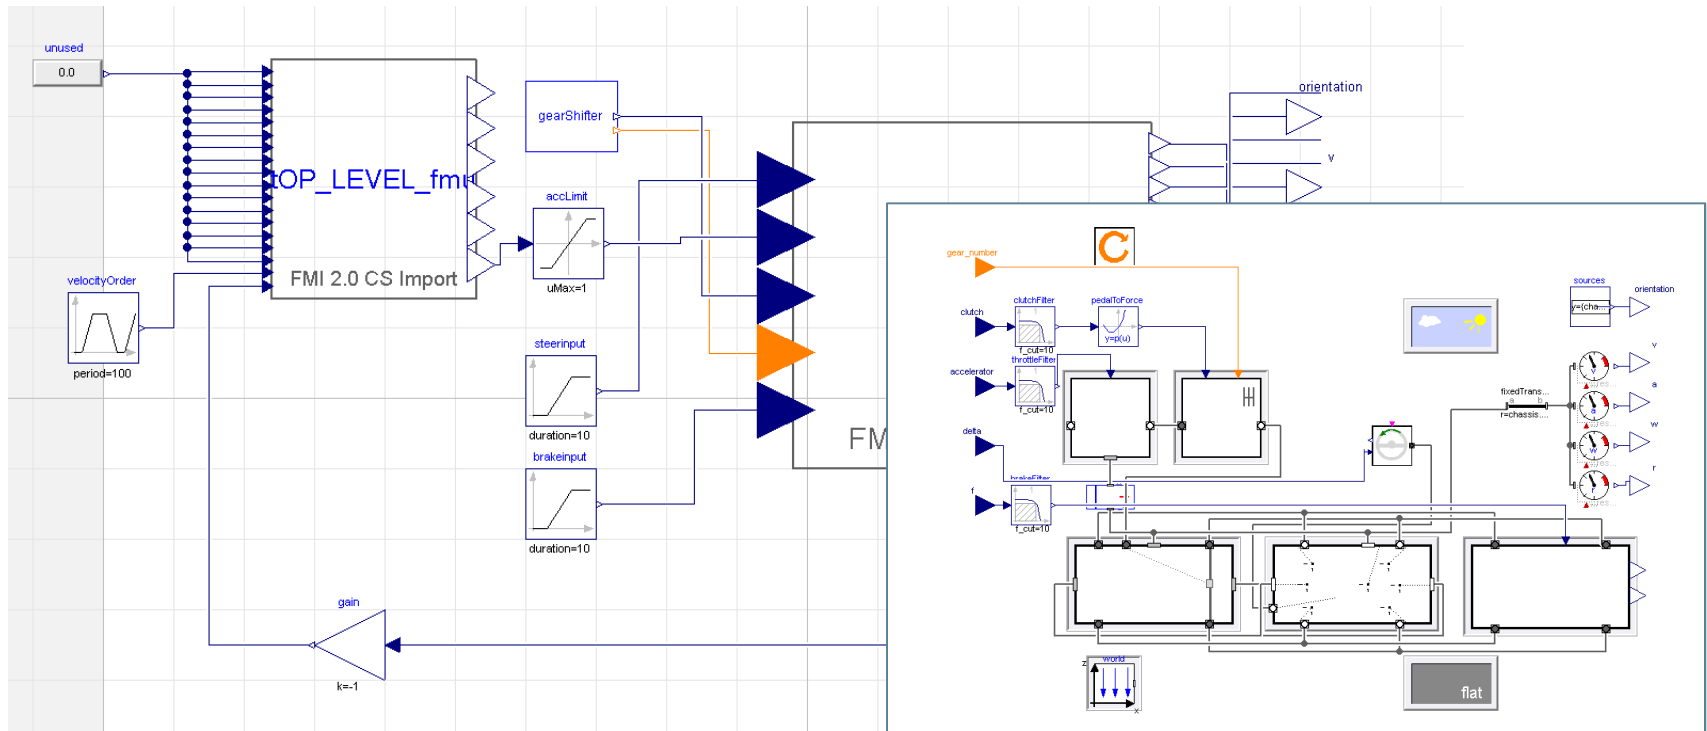 unused
0.0
tOP_LEVEL_fmu
FMI 2.0 CS Import
velocityOrder
period=100
gearShifter
accLimit
uMax=1
steerinput
duration=10
brakeinput
duration=10
gain
k=-1
orientation
v
FM
gear_number
clutch
clutchFilter
f_cut=10
pedalToForce
y=p(u)
accelerator
throttleFilter
f_cut=10
delta
f
brakeFilter
f_cut=10
sources
y=(cha...
orientation
fixedTrans...
a b
r=chassis....
v
v
a
a
w
w
r
r
world
z
x
flat